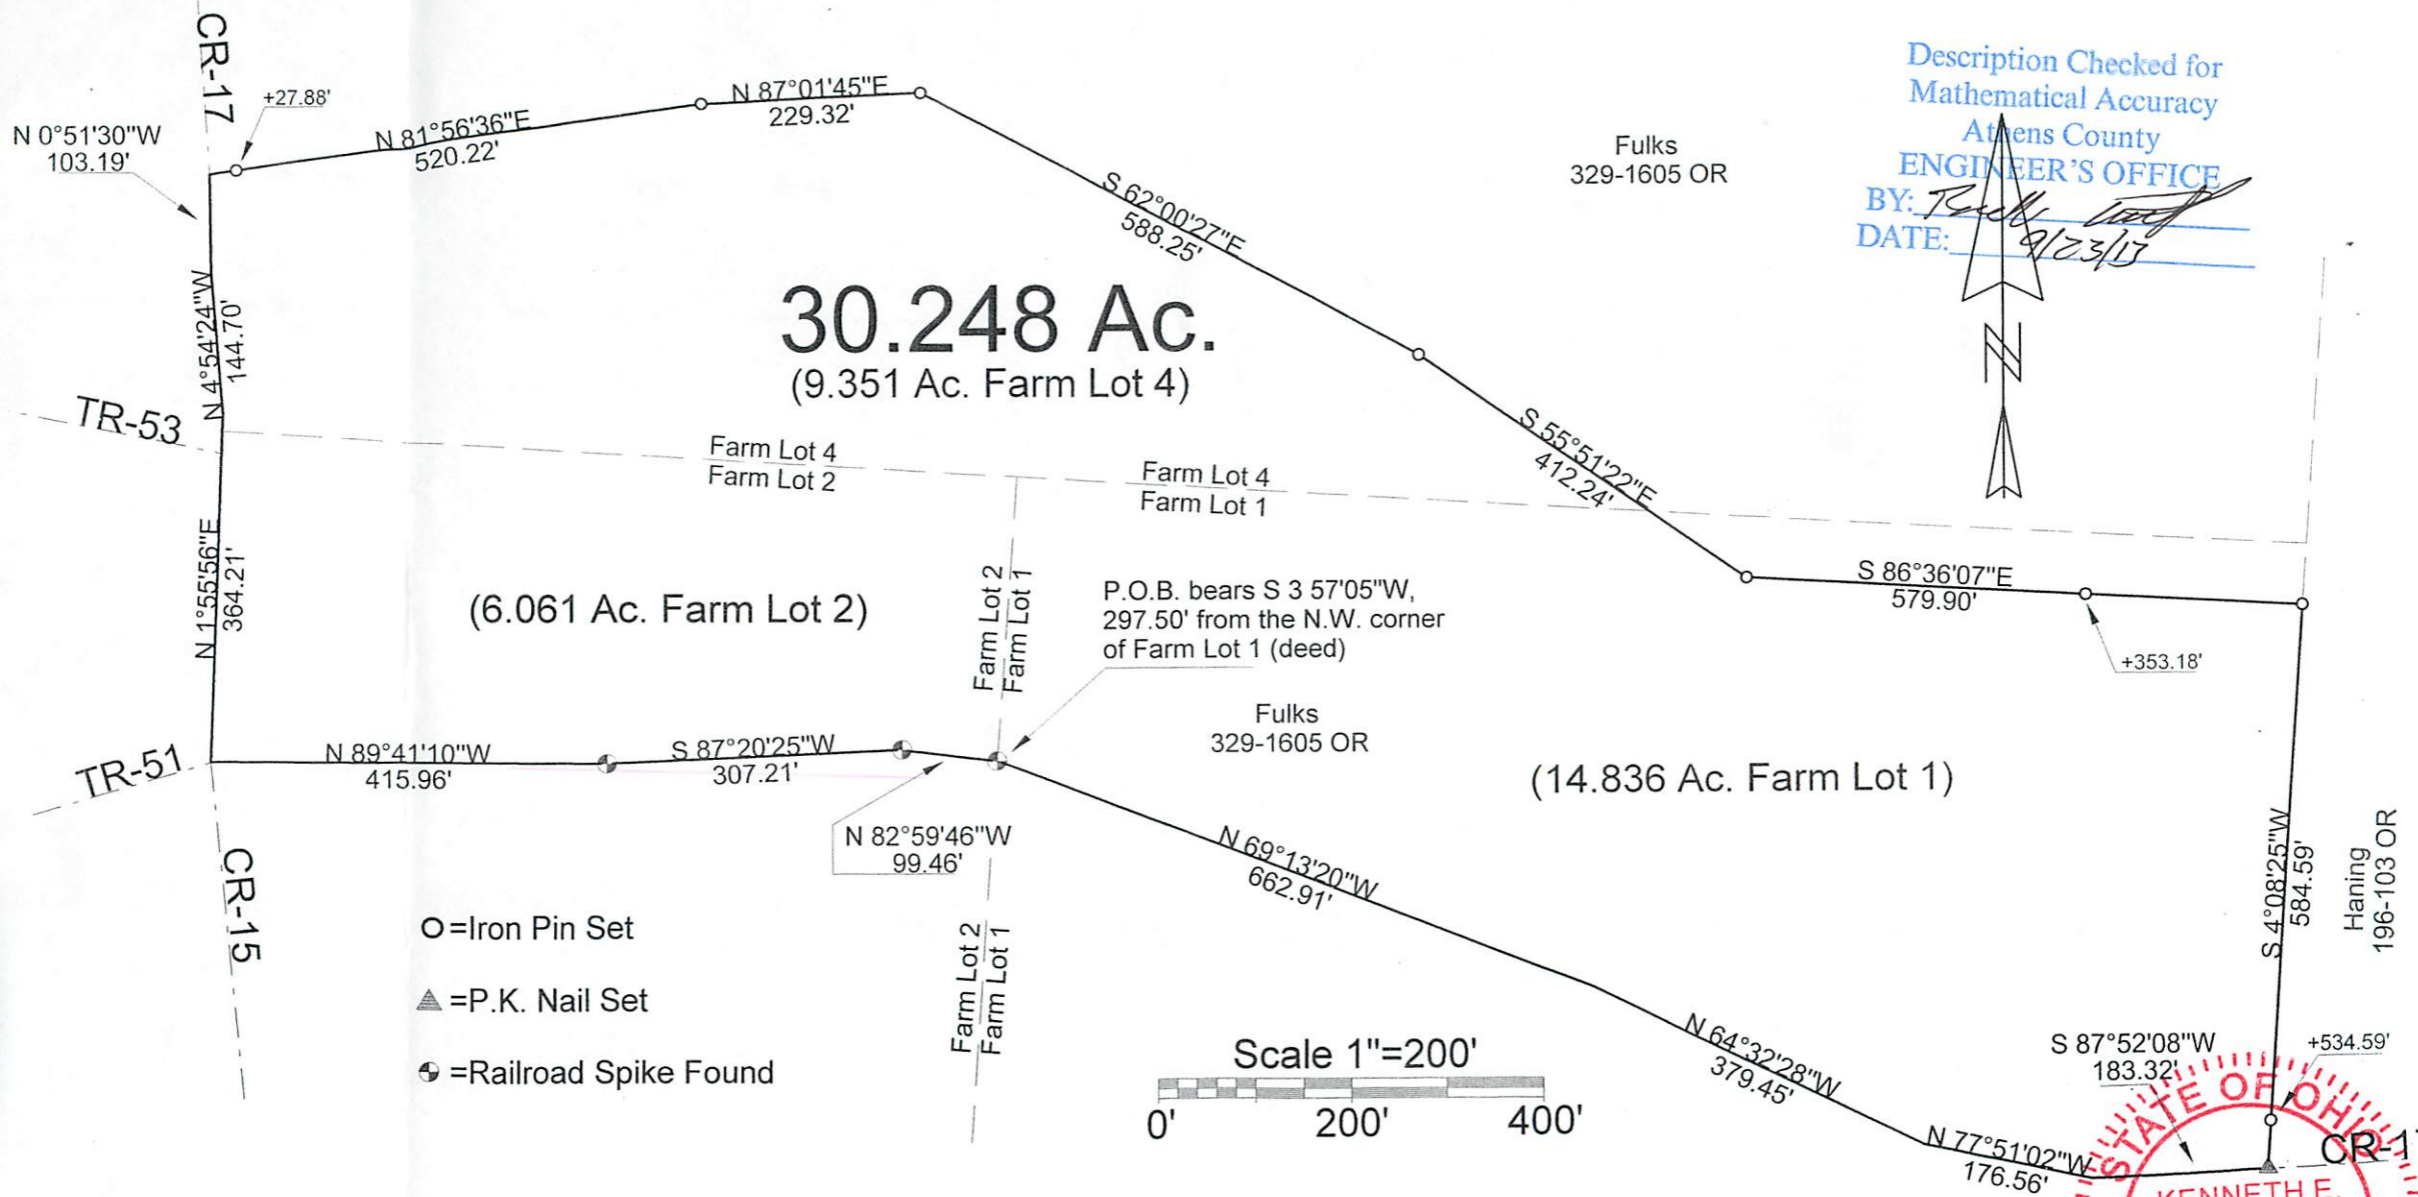 CR-17
+27.88'
N 0°51'30"W
103.19'
N 81°56'36"E
520.22'
N 87°01'45"E
229.32'
S 62°00'27"E
588.25'
Fulks
329-1605 OR
Description Checked for
Mathematical Accuracy
Athens County
ENGINEER'S OFFICE
BY:
DATE: 9/23/13
N
30.248 Ac.
(9.351 Ac. Farm Lot 4)
N 4°54'24"W
144.70'
TR-53
Farm Lot 4
Farm Lot 2
Farm Lot 4
Farm Lot 1
S 55°51'22"E
412.24'
N 1°55'56"E
364.21'
(6.061 Ac. Farm Lot 2)
Farm Lot 2
Farm Lot 1
P.O.B. bears S 3 57'05"W,
297.50' from the N.W. corner
of Farm Lot 1 (deed)
S 86°36'07"E
579.90'
+353.18'
Fulks
329-1605 OR
(14.836 Ac. Farm Lot 1)
TR-51
N 89°41'10"W
415.96'
S 87°20'25"W
307.21'
N 82°59'46"W
99.46'
N 69°13'20"W
662.91'
S 4°08'25"W
584.59'
Haning
196-103 OR
CR-15
=Iron Pin Set
=P.K. Nail Set
=Railroad Spike Found
Farm Lot 2
Farm Lot 1
Scale 1"=200'
0' 200' 400'
N 64°32'28"W
379.45'
S 87°52'08"W
183.32'
+534.59'
N 77°51'02"W
176.56'
STATE OF OHIO
KENNETH E.
CR-1